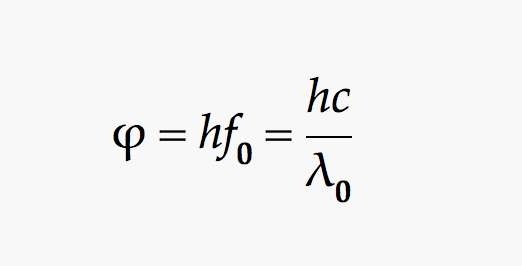 φ = hf₀ = hc/λ₀